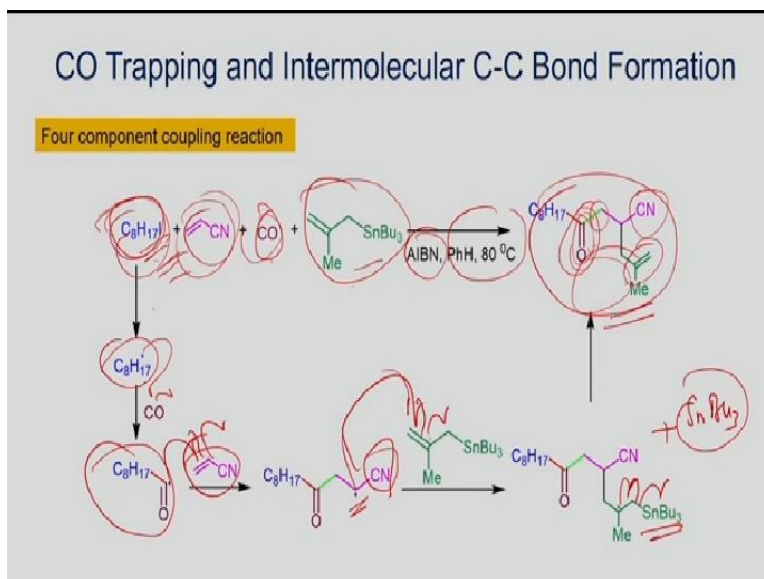 CO Trapping and Intermolecular C-C Bond Formation
Four component coupling reaction
C8H17I + CN + CO + SnBu3 Me
AIBN, PhH, 80 °C
C8H17 CN O Me
C8H17
CO
C8H17 O
CN
C8H17 CN O
SnBu3 Me
C8H17 CN O SnBu3 Me
+ SnBu3